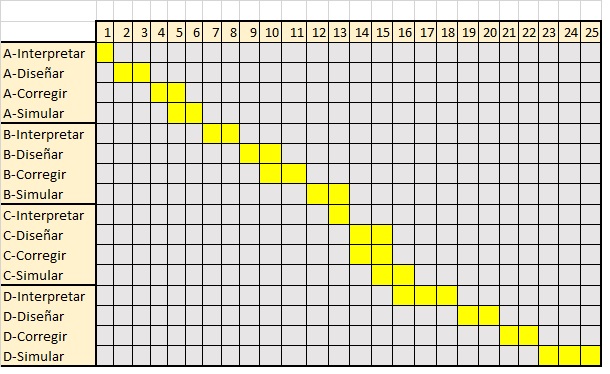 1 2 3 4 5 6 7 8 9 10 11 12 13 14 15 16 17 18 19 20 21 22 23 24 25
A-Interpretar
A-Diseñar
A-Corregir
A-Simular
B-Interpretar
B-Diseñar
B-Corregir
B-Simular
C-Interpretar
C-Diseñar
C-Corregir
C-Simular
D-Interpretar
D-Diseñar
D-Corregir
D-Simular